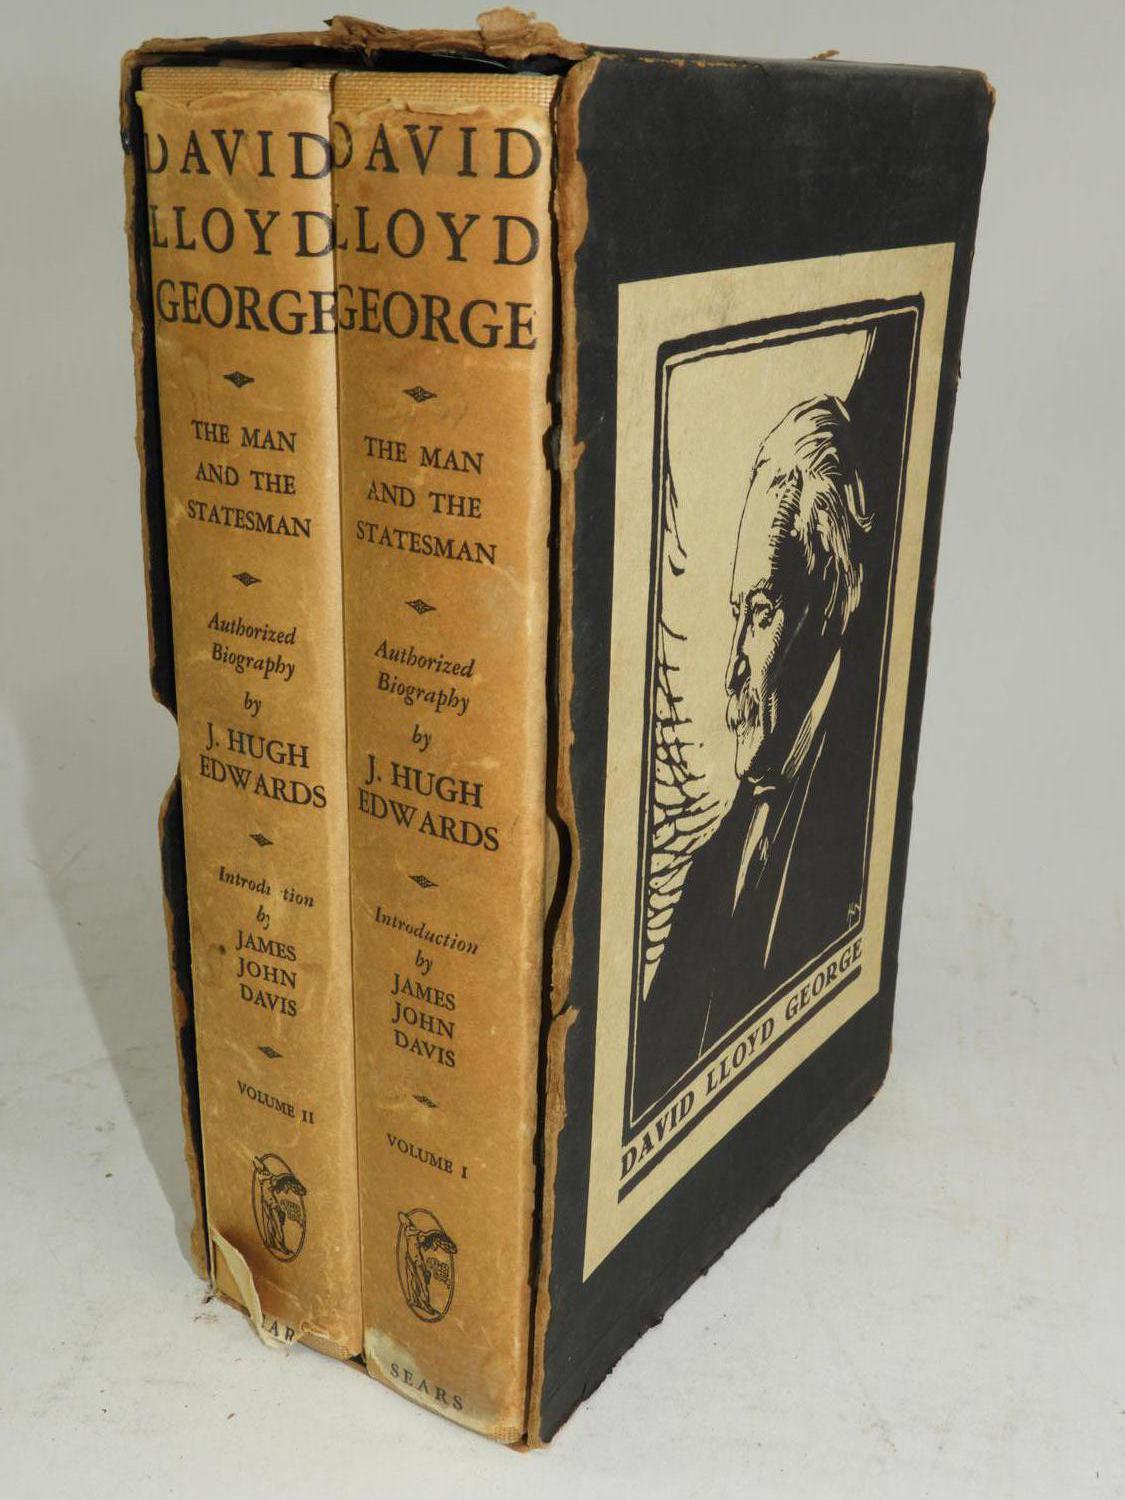 DAVID
LLOYD
GEORGE
THE MAN
AND THE
STATESMAN
Authorized
Biography
by
J. HUGH
EDWARDS
by
JAMES
JOHN
DAVIS
VOLUME II
DAVID
LLOYD
GEORGE
THE MAN
AND THE
STATESMAN
Authorized
Biography
by
J. HUGH
EDWARDS
Introduction
by
JAMES
JOHN
DAVIS
VOLUME I
SEARS
DAVID LLOYD GEORGE